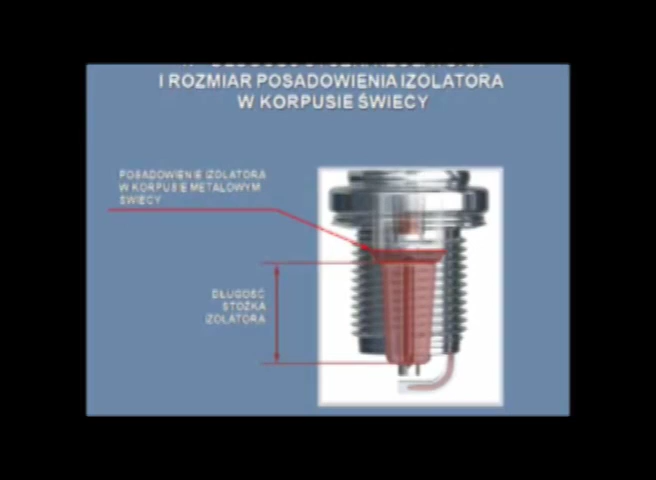 I ROZMIAR POSADOWIENIA IZOLATORA
W KORPUSIE ŚWIECY
POSADOWIENIE IZOLATORA
W KORPUSIE METALOWYM
ŚWIECY
DŁUGOŚĆ
STOŻKA
IZOLATORA